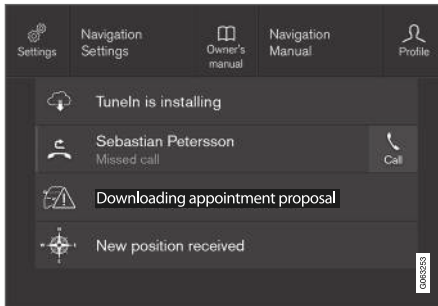 Settings
Navigation
Settings
Owner's
manual
Navigation
Manual
Profile
TuneIn is installing
Sebastian Petersson
Missed call
Call
Downloading appointment proposal
New position received
G063253